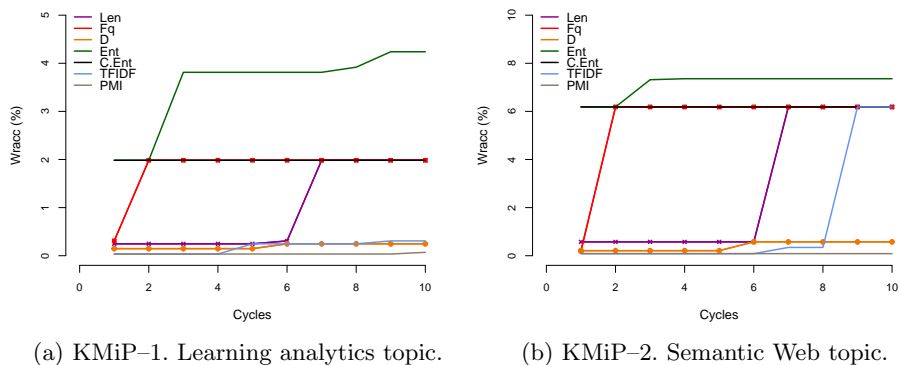 Wracc (%)
5
4
3
2
1
0
Len
Fq
D
Ent
C.Ent
TFIDF
PMI
0 2 4 6 8 10
Cycles
(a) KMiP–1. Learning analytics topic.
Wracc (%)
10
8
6
4
2
0
Len
Fq
D
Ent
C.Ent
TFIDF
PMI
0 2 4 6 8 10
Cycles
(b) KMiP–2. Semantic Web topic.